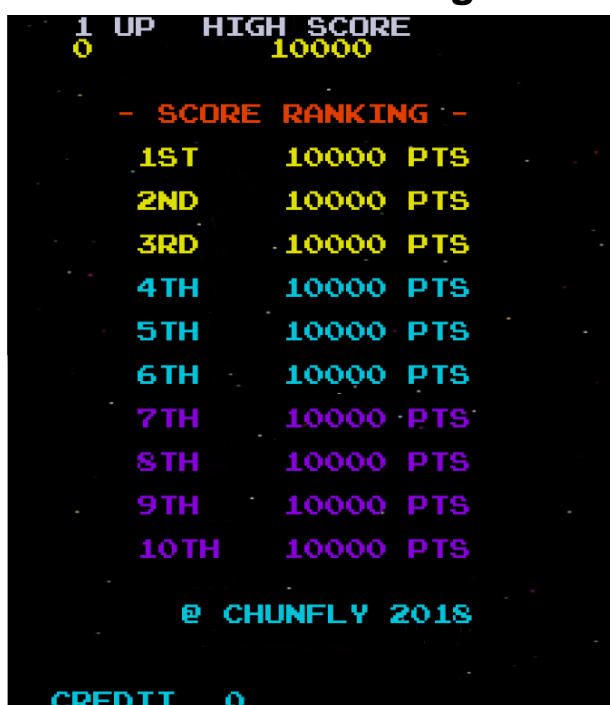 1 UP HIGH SCORE
0 10000
- SCORE RANKING -
1ST 10000 PTS
2ND 10000 PTS
3RD 10000 PTS
4TH 10000 PTS
5TH 10000 PTS
6TH 10000 PTS
7TH 10000 PTS
8TH 10000 PTS
9TH 10000 PTS
10TH 10000 PTS
@ CHUNFLY 2018
CREDIT 0